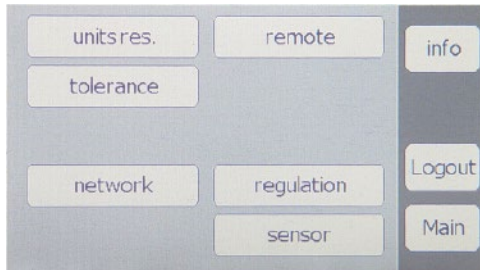 units res.
remote
info
tolerance
network
regulation
Logout
sensor
Main